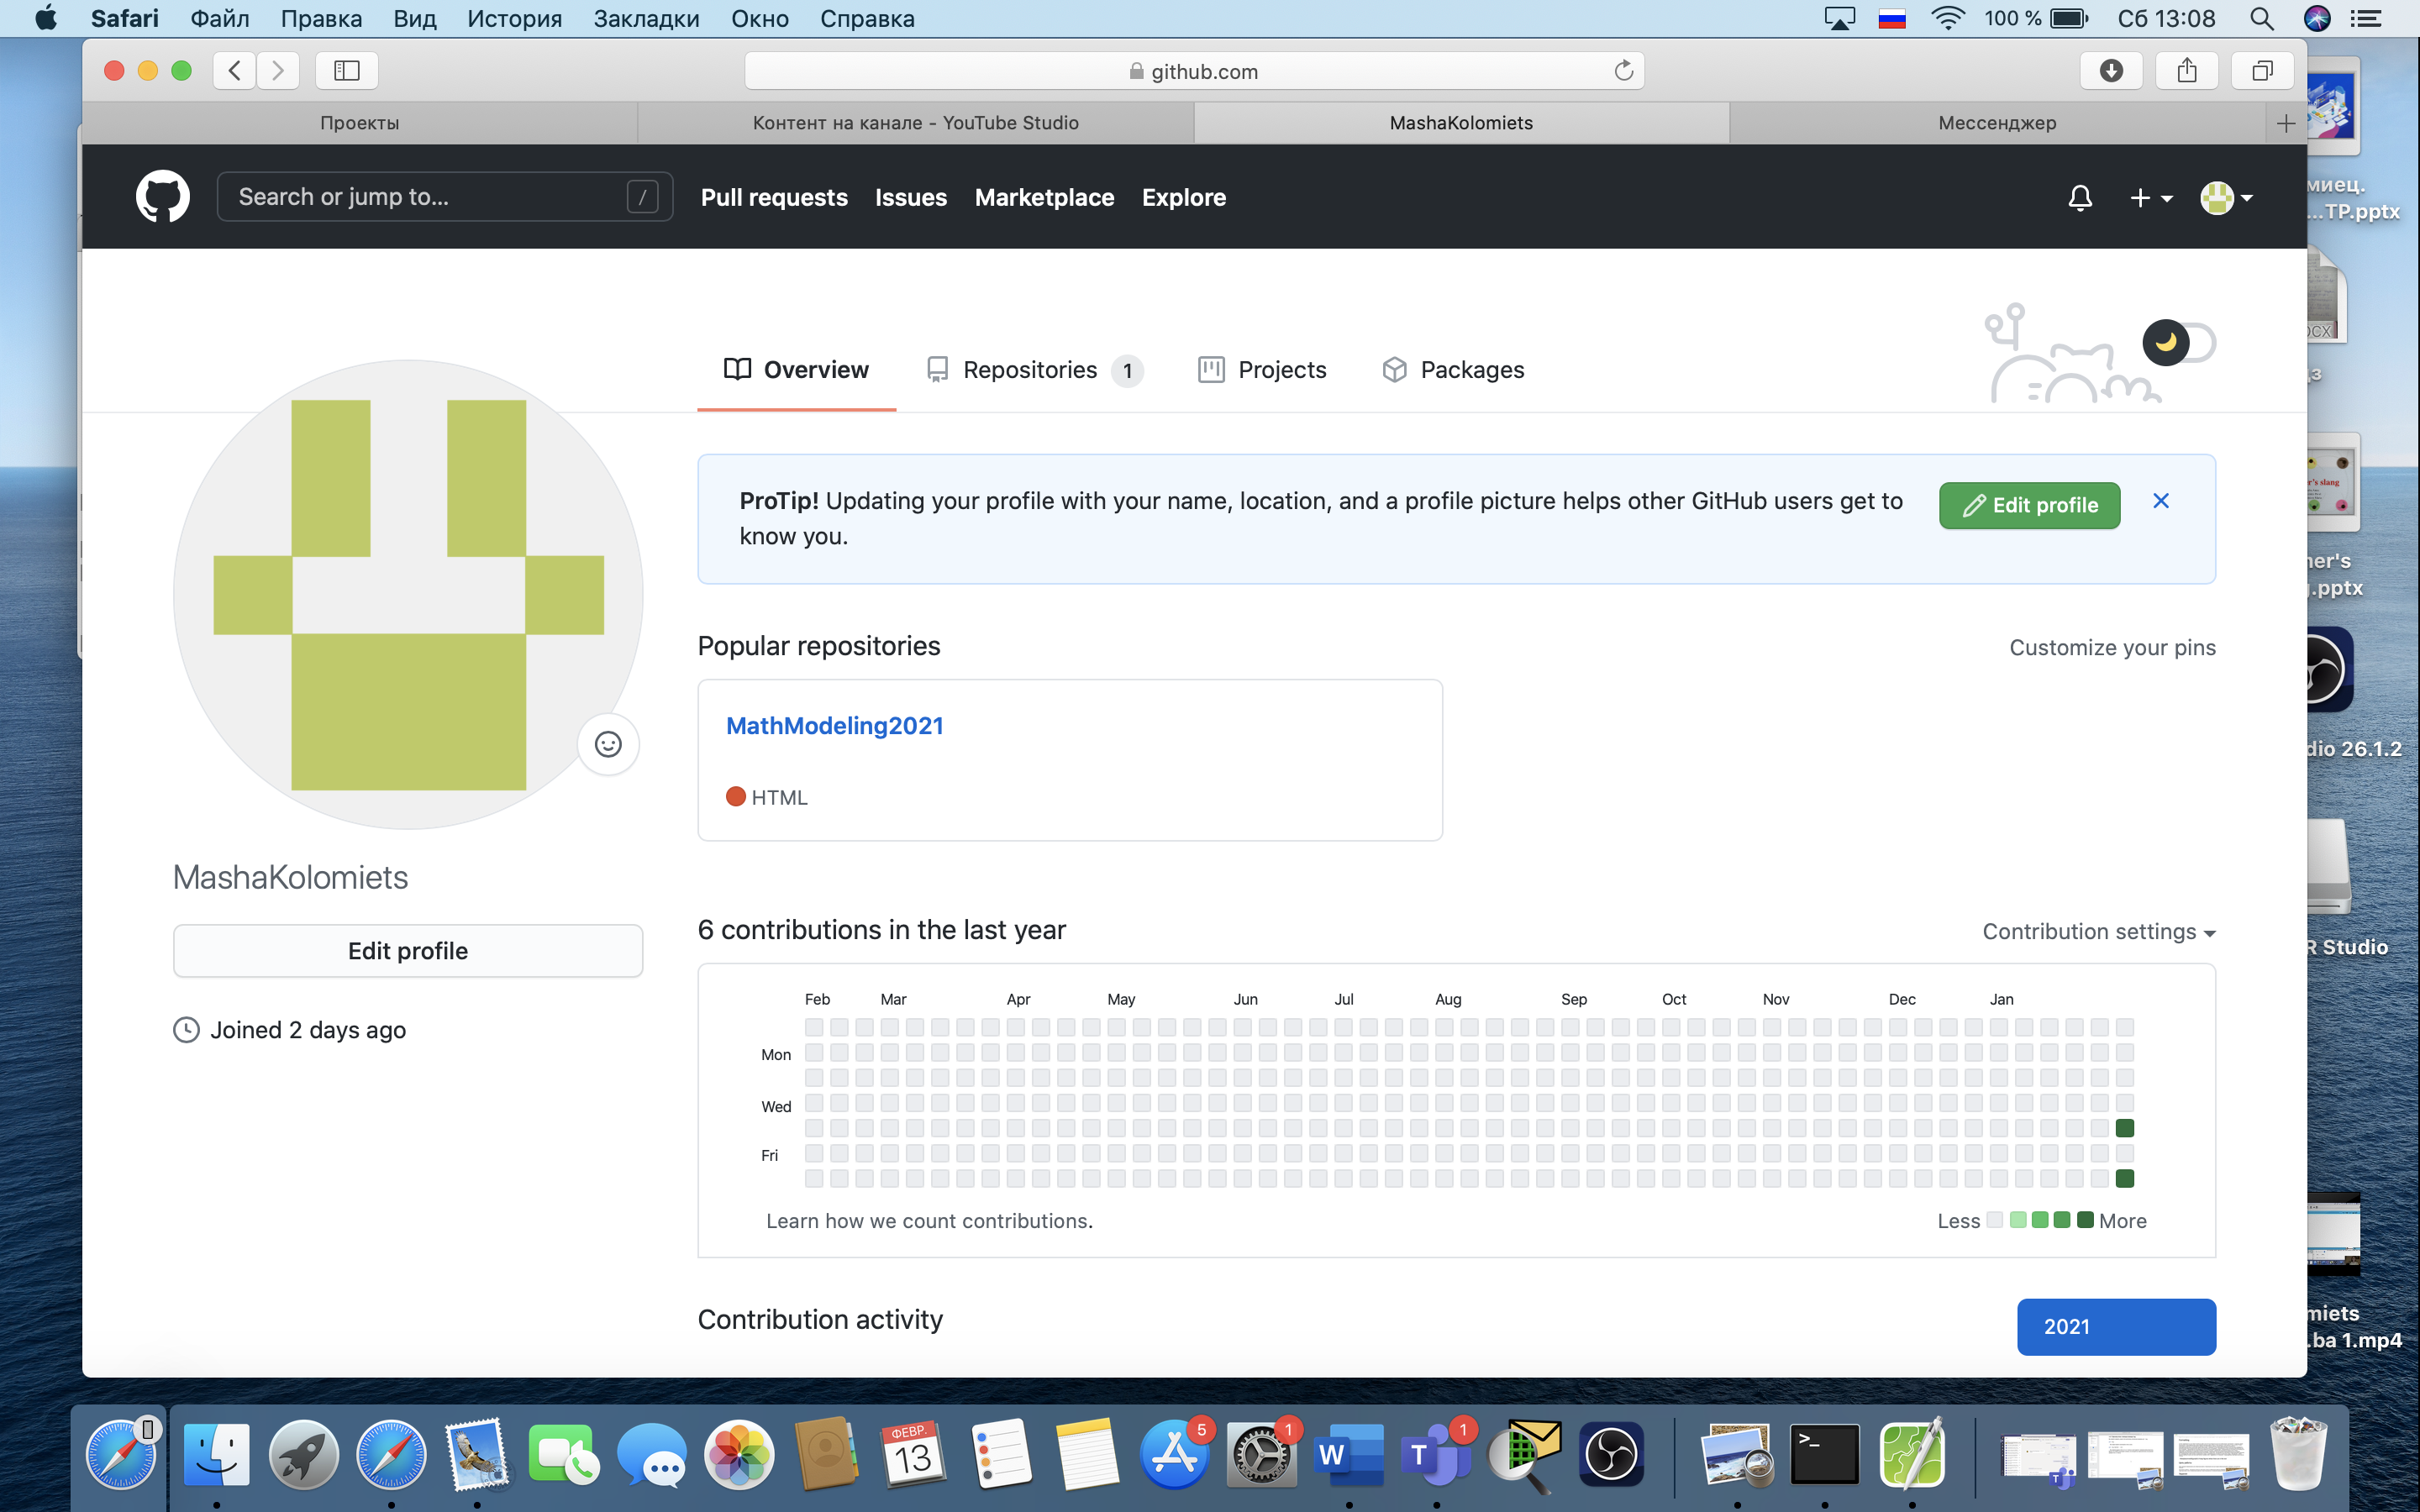 Safari Файл Правка Вид История Закладки Окно Справка 100 % Сб 13:08
github.com
Проекты Контент на канале - YouTube Studio MashaKolomiets Мессенджер
Search or jump to... / Pull requests Issues Marketplace Explore
миец.
...ТР.pptx
Overview Repositories 1 Projects Packages
ProTip! Updating your profile with your name, location, and a profile picture helps other GitHub users get to
know you.
Edit profile
er's slang
ner's
.pptx
Popular repositories Customize your pins
MathModeling2021
HTML
dio 26.1.2
MashaKolomiets
Edit profile
Joined 2 days ago
6 contributions in the last year Contribution settings
R Studio
Feb Mar Apr May Jun Jul Aug Sep Oct Nov Dec Jan
Mon
Wed
Fri
Learn how we count contributions. Less More
Contribution activity 2021
miets
.ba 1.mp4
ФЕВР.
13
5
1
W
T
1
>_